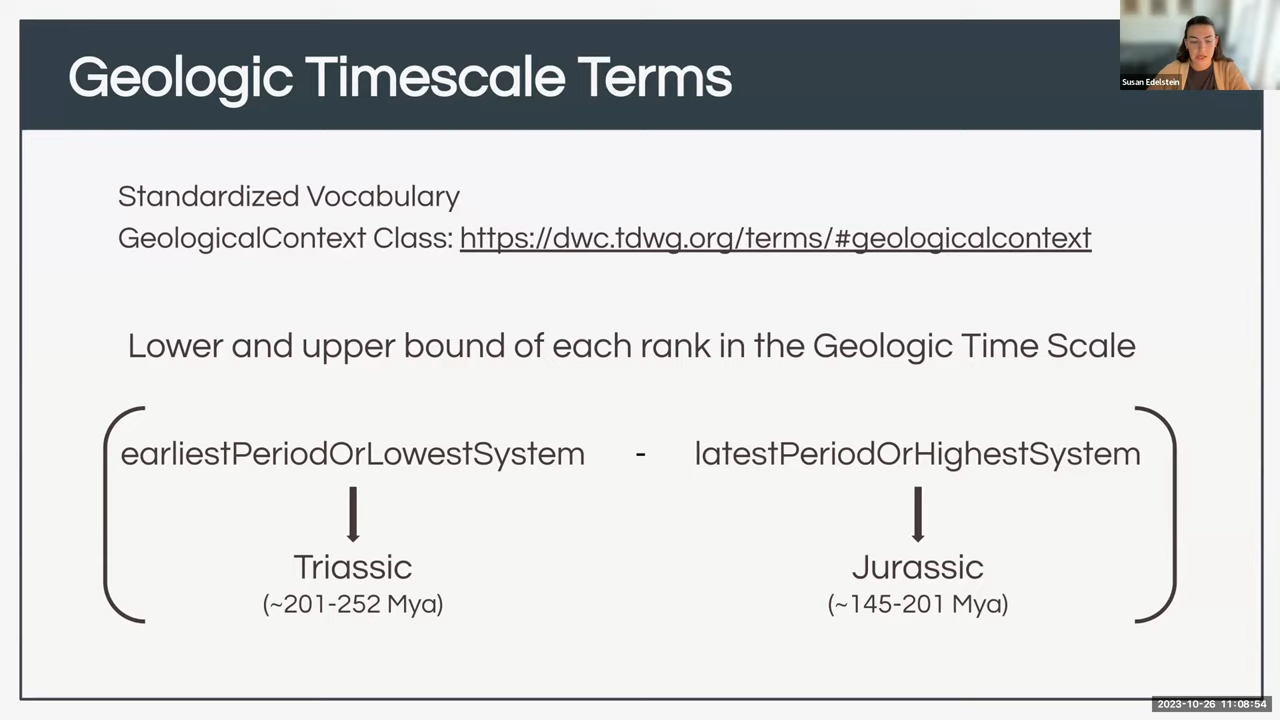 Geologic Timescale Terms
Susan Edelstein
Standardized Vocabulary
GeologicalContext Class: https://dwc.tdwg.org/terms/#geologicalcontext
Lower and upper bound of each rank in the Geologic Time Scale
earliestPeriodOrLowestSystem - latestPeriodOrHighestSystem
Triassic Jurassic
(~201-252 Mya) (~145-201 Mya)
2023-10-26 11:08:54